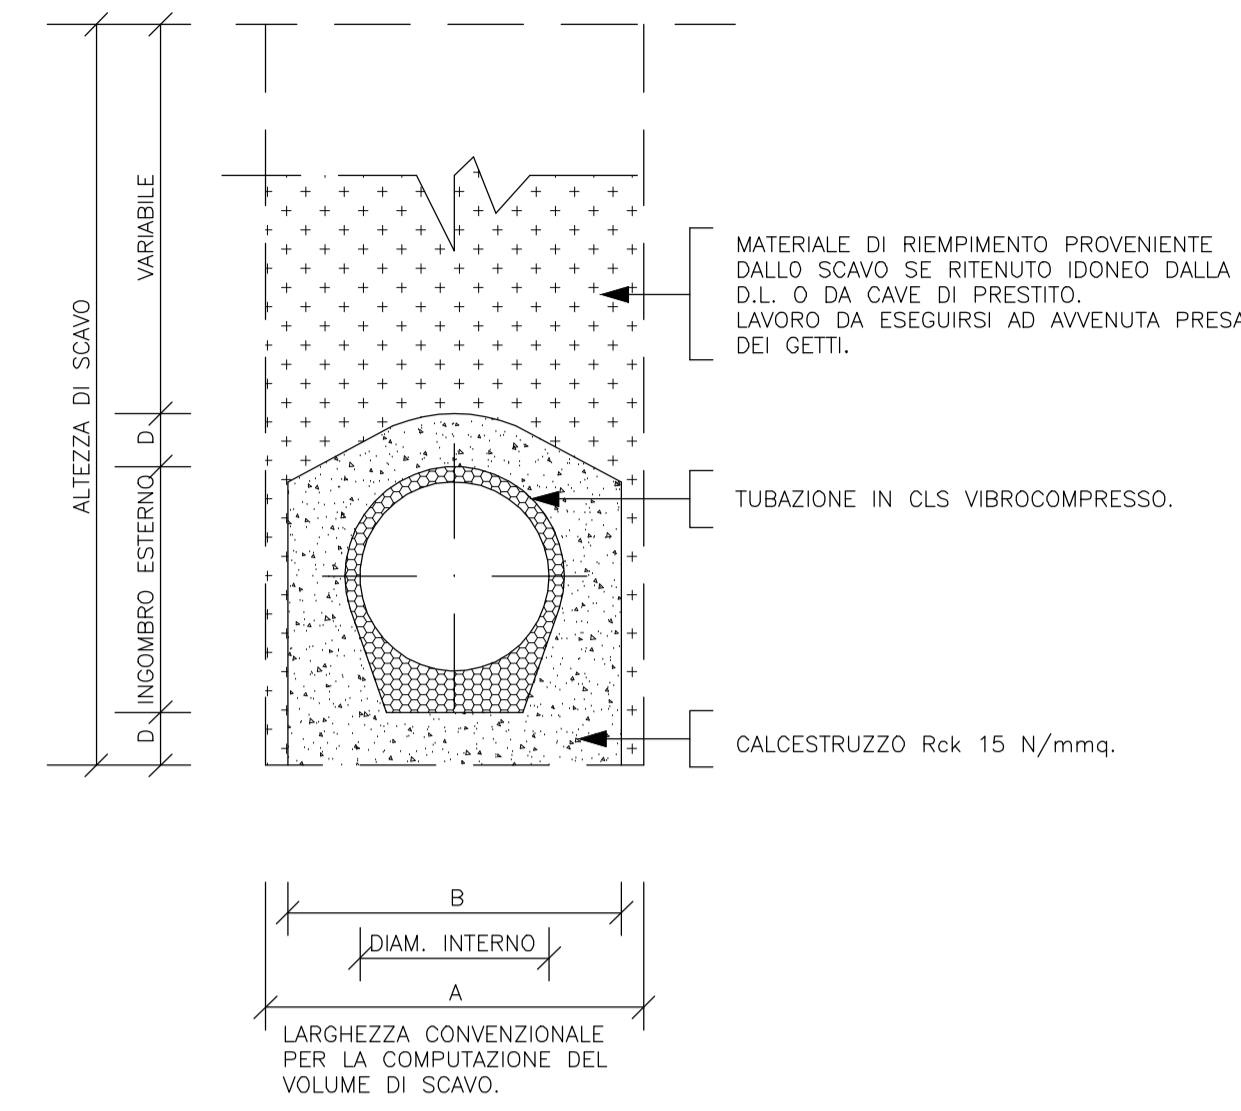 ALTEZZA DI SCAVO
VARIABILE
D
INGOMBRO ESTERNO
D
MATERIALE DI RIEMPIMENTO PROVENIENTE
DALLO SCAVO SE RITENUTO IDONEO DALLA
D.L. O DA CAVE DI PRESTITO.
LAVORO DA ESEGUIRSI AD AVVENUTA PRESA
DEI GETTI.
TUBAZIONE IN CLS VIBROCOMPRESSO.
CALCESTRUZZO Rck 15 N/mmq.
B
DIAM. INTERNO
A
LARGHEZZA CONVENZIONALE
PER LA COMPUTAZIONE DEL
VOLUME DI SCAVO.